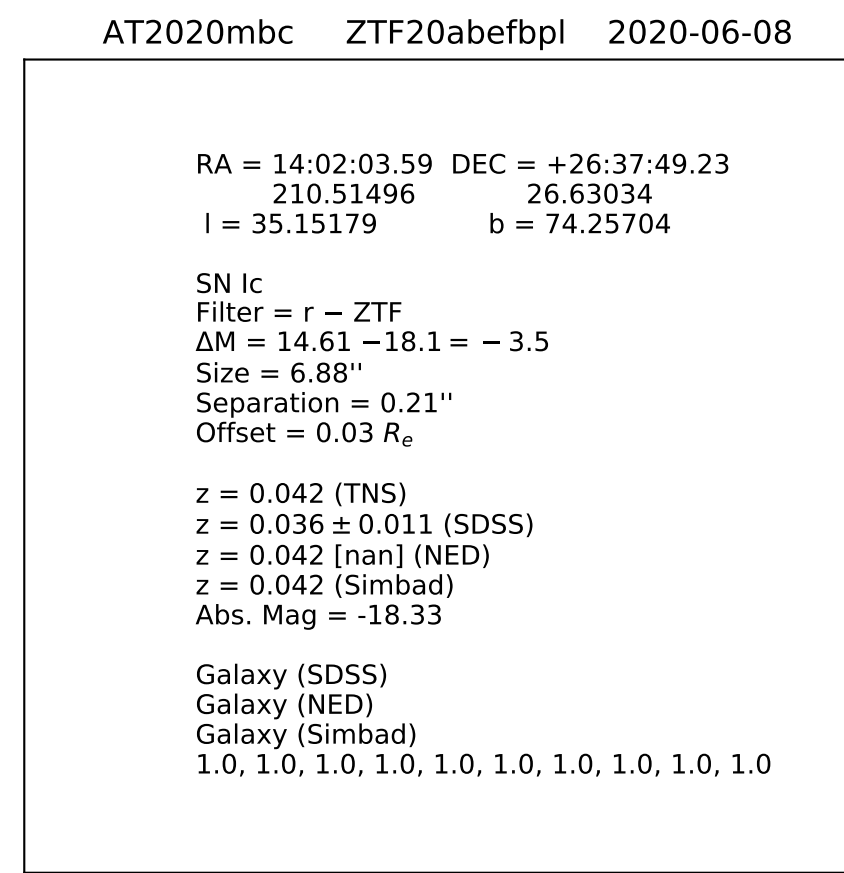 AT2020mbc ZTF20abefbpl 2020-06-08
RA = 14:02:03.59 DEC = +26:37:49.23
210.51496 26.63034
l = 35.15179 b = 74.25704
SN Ic
Filter = r − ZTF
ΔM = 14.61 −18.1 = − 3.5
Size = 6.88''
Separation = 0.21''
Offset = 0.03 Rₑ
z = 0.042 (TNS)
z = 0.036 ± 0.011 (SDSS)
z = 0.042 [nan] (NED)
z = 0.042 (Simbad)
Abs. Mag = -18.33
Galaxy (SDSS)
Galaxy (NED)
Galaxy (Simbad)
1.0, 1.0, 1.0, 1.0, 1.0, 1.0, 1.0, 1.0, 1.0, 1.0